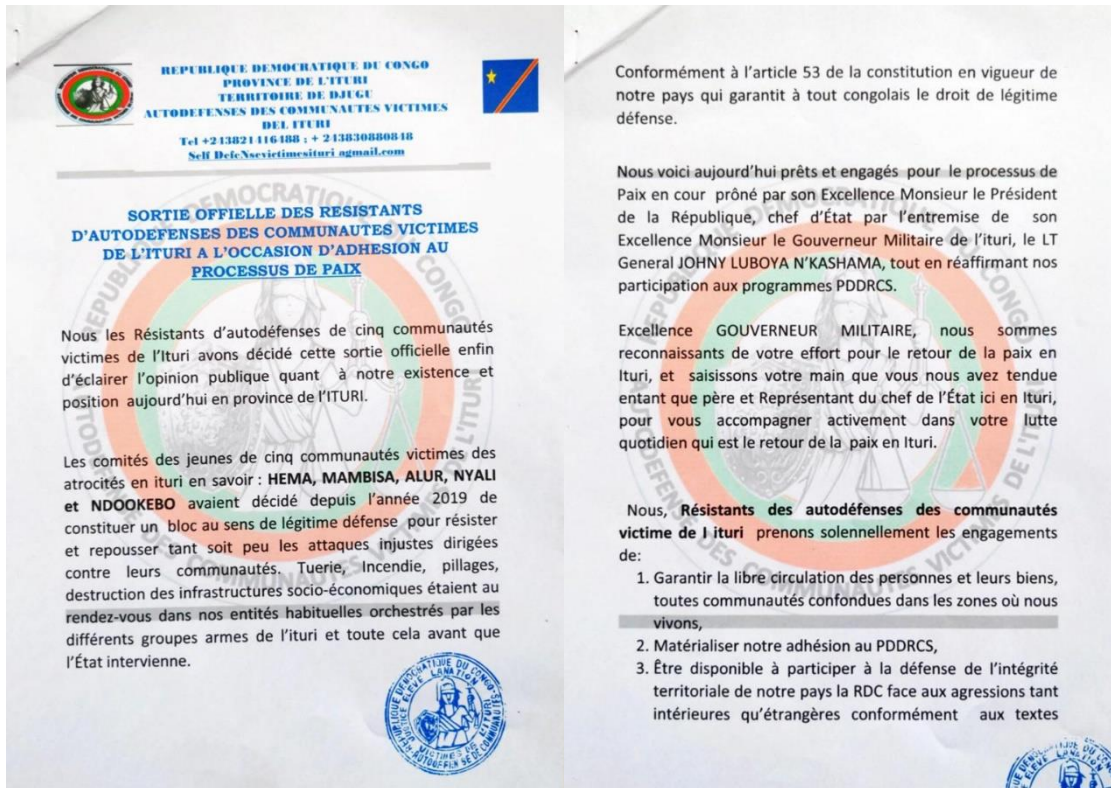 REPUBLIQUE DEMOCRATIQUE DU CONGO
PROVINCE DE L'ITURI
TERRITOIRE DE DJUGU
AUTODEFENSES DES COMMUNAUTES VICTIMES
DEL ITURI
Tel +243821416488 ; + 243830880848
Self DefeNsevictimesituri agmail.com
SORTIE OFFIELLE DES RESISTANTS
D'AUTODEFENSES DES COMMUNAUTES VICTIMES
DE L'ITURI A L'OCCASION D'ADHESION AU
PROCESSUS DE PAIX
Nous les Résistants d'autodéfenses de cinq communautés
victimes de l'Ituri avons décidé cette sortie officielle enfin
d'éclairer l'opinion publique quant à notre existence et
position aujourd'hui en province de l'ITURI.
Les comités des jeunes de cinq communautés victimes des
atrocités en ituri en savoir : HEMA, MAMBISA, ALUR, NYALI
et NDOOKEBO avaient décidé depuis l'année 2019 de
constituer un bloc au sens de légitime défense pour résister
et repousser tant soit peu les attaques injustes dirigées
contre leurs communautés. Tuerie, Incendie, pillages,
destruction des infrastructures socio-économiques étaient au
rendez-vous dans nos entités habituelles orchestrés par les
différents groupes armes de l'ituri et toute cela avant que
l'État intervienne.
Conformément à l'article 53 de la constitution en vigueur de
notre pays qui garantit à tout congolais le droit de légitime
défense.
Nous voici aujourd'hui prêts et engagés pour le processus de
Paix en cour prôné par son Excellence Monsieur le Président
de la République, chef d'État par l'entremise de son
Excellence Monsieur le Gouverneur Militaire de l'ituri, le LT
General JOHNY LUBOYA N'KASHAMA, tout en réaffirmant nos
participation aux programmes PDDRCS.
Excellence GOUVERNEUR MILITAIRE, nous sommes
reconnaissants de votre effort pour le retour de la paix en
Ituri, et saisissons votre main que vous nous avez tendue
entant que père et Représentant du chef de l'État ici en Ituri,
pour vous accompagner activement dans votre lutte
quotidien qui est le retour de la paix en Ituri.
Nous, Résistants des autodéfenses des communautés
victime de l ituri prenons solennellement les engagements
de:
1. Garantir la libre circulation des personnes et leurs biens,
toutes communautés confondues dans les zones où nous
vivons,
2. Matérialiser notre adhésion au PDDRCS,
3. Être disponible à participer à la défense de l'intégrité
territoriale de notre pays la RDC face aux agressions tant
intérieures qu'étrangères conformément aux textes